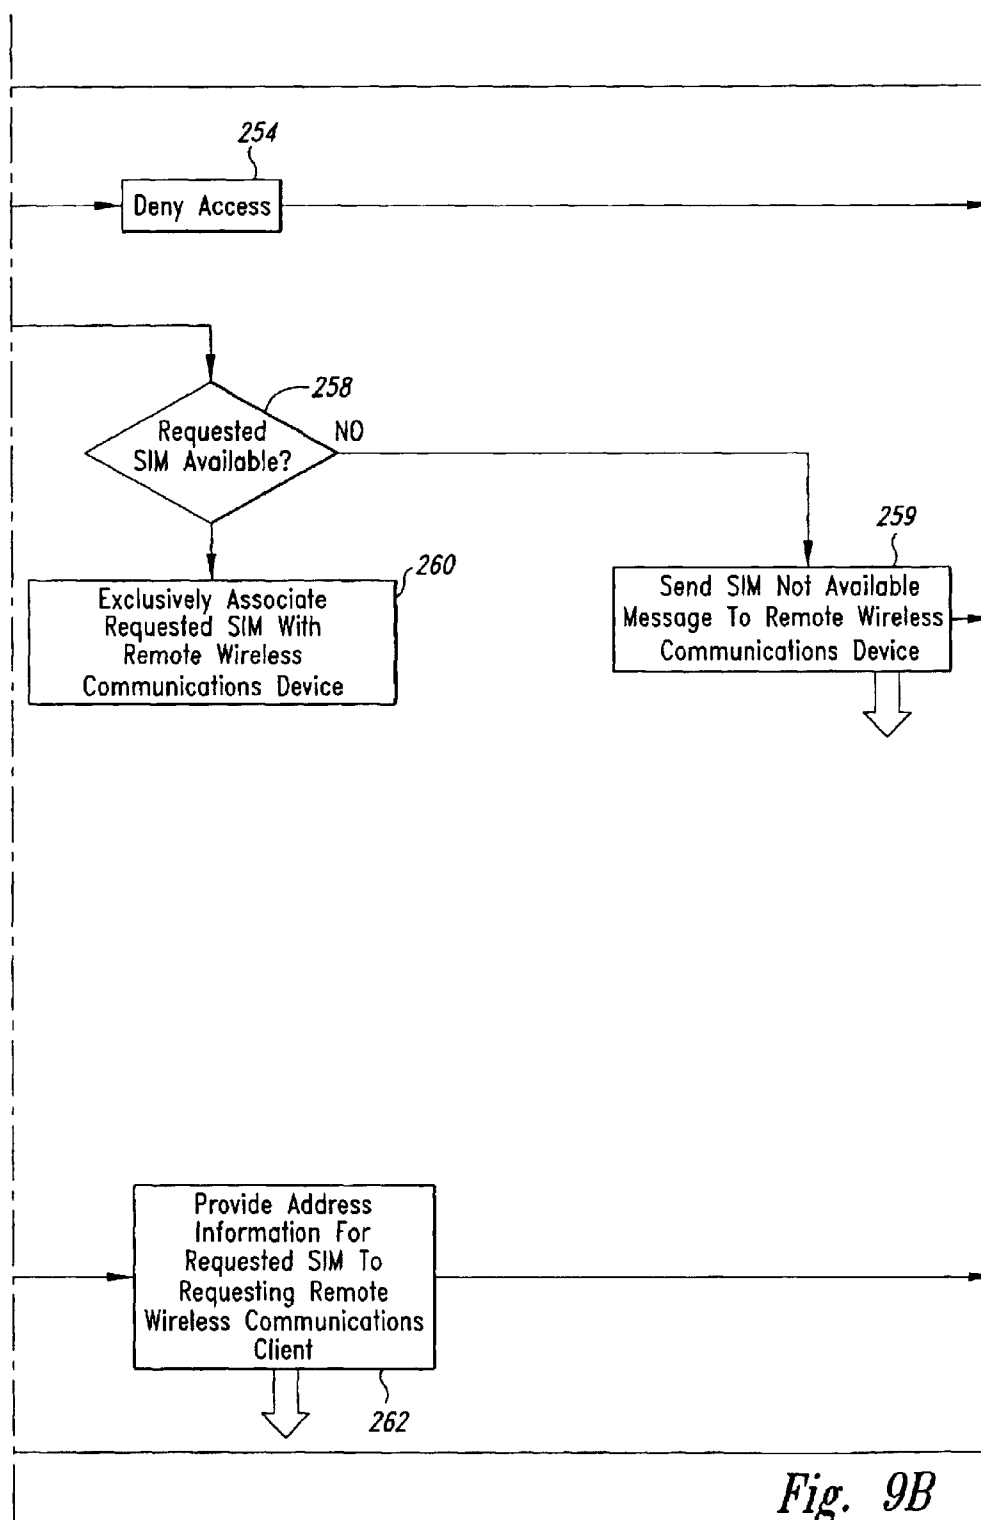 254
Deny Access
258
Requested
SIM Available?
NO
260
Exclusively Associate
Requested SIM With
Remote Wireless
Communications Device
259
Send SIM Not Available
Message To Remote Wireless
Communications Device
Provide Address
Information For
Requested SIM To
Requesting Remote
Wireless Communications
Client
262
Fig. 9B